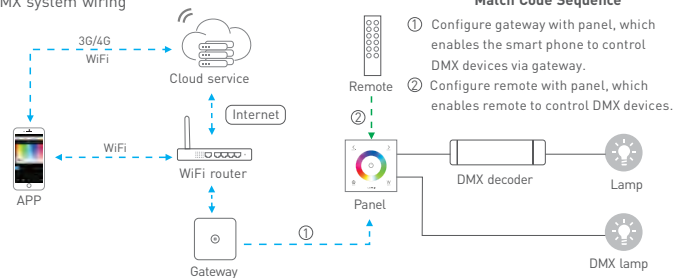 MX system wiring
Match Code Sequence
① Configure gateway with panel, which
enables the smart phone to control
DMX devices via gateway.
② Configure remote with panel, which
enables remote to control DMX devices.
3G/4G
WiFi
Cloud service
Remote
②
Internet
WiFi
WiFi router
APP
Panel
DMX decoder
Lamp
①
Gateway
DMX lamp